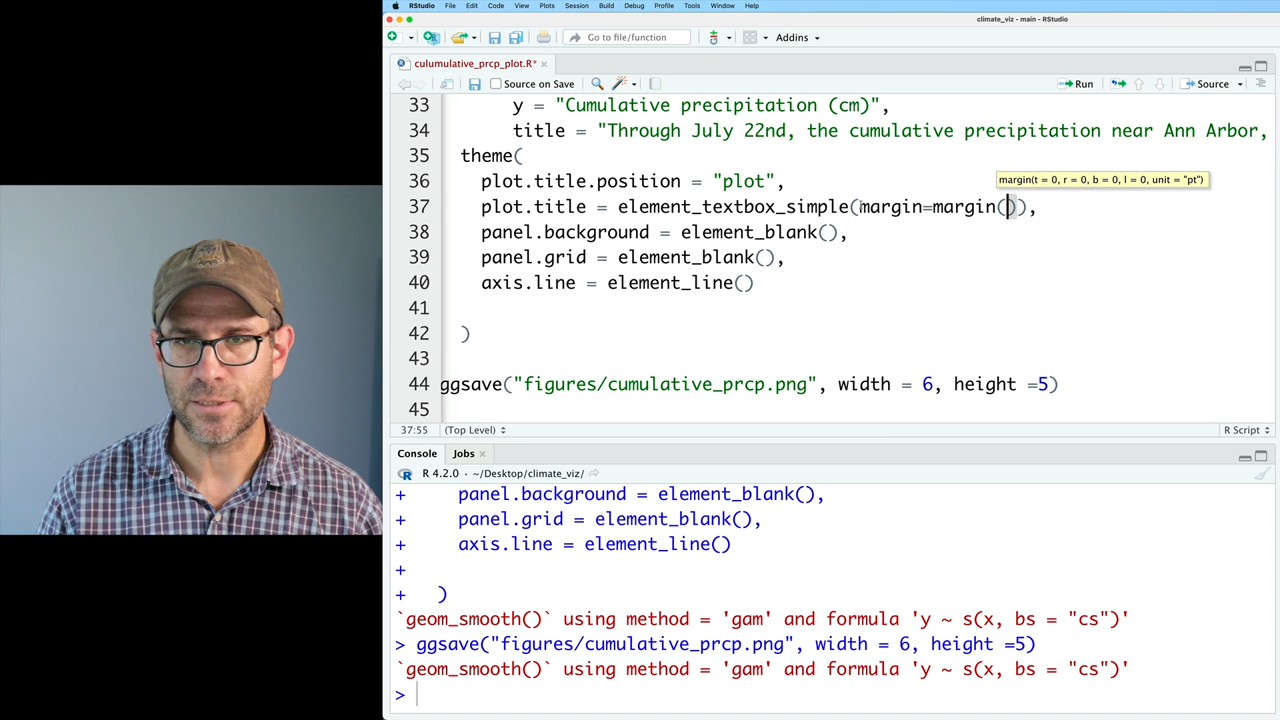 RStudio File Edit Code View Plots Session Build Debug Profile Tools Window Help
climate_viz - main - RStudio
Go to file/function Addins
culumulative_prcp_plot.R*
Source on Save Run Source
33 y = "Cumulative precipitation (cm)",
34 title = "Through July 22nd, the cumulative precipitation near Ann Arbor,
35 theme(
margin(t = 0, r = 0, b = 0, l = 0, unit = "pt")
36 plot.title.position = "plot",
37 plot.title = element_textbox_simple(margin=margin()),
38 panel.background = element_blank(),
39 panel.grid = element_blank(),
40 axis.line = element_line()
41
42 )
43
44 ggsave("figures/cumulative_prcp.png", width = 6, height =5)
45
37:55 (Top Level) R Script
Console Jobs
R 4.2.0 · ~/Desktop/climate_viz/
+ panel.background = element_blank(),
+ panel.grid = element_blank(),
+ axis.line = element_line()
+
+ )
`geom_smooth()` using method = 'gam' and formula 'y ~ s(x, bs = "cs")'
> ggsave("figures/cumulative_prcp.png", width = 6, height =5)
`geom_smooth()` using method = 'gam' and formula 'y ~ s(x, bs = "cs")'
>